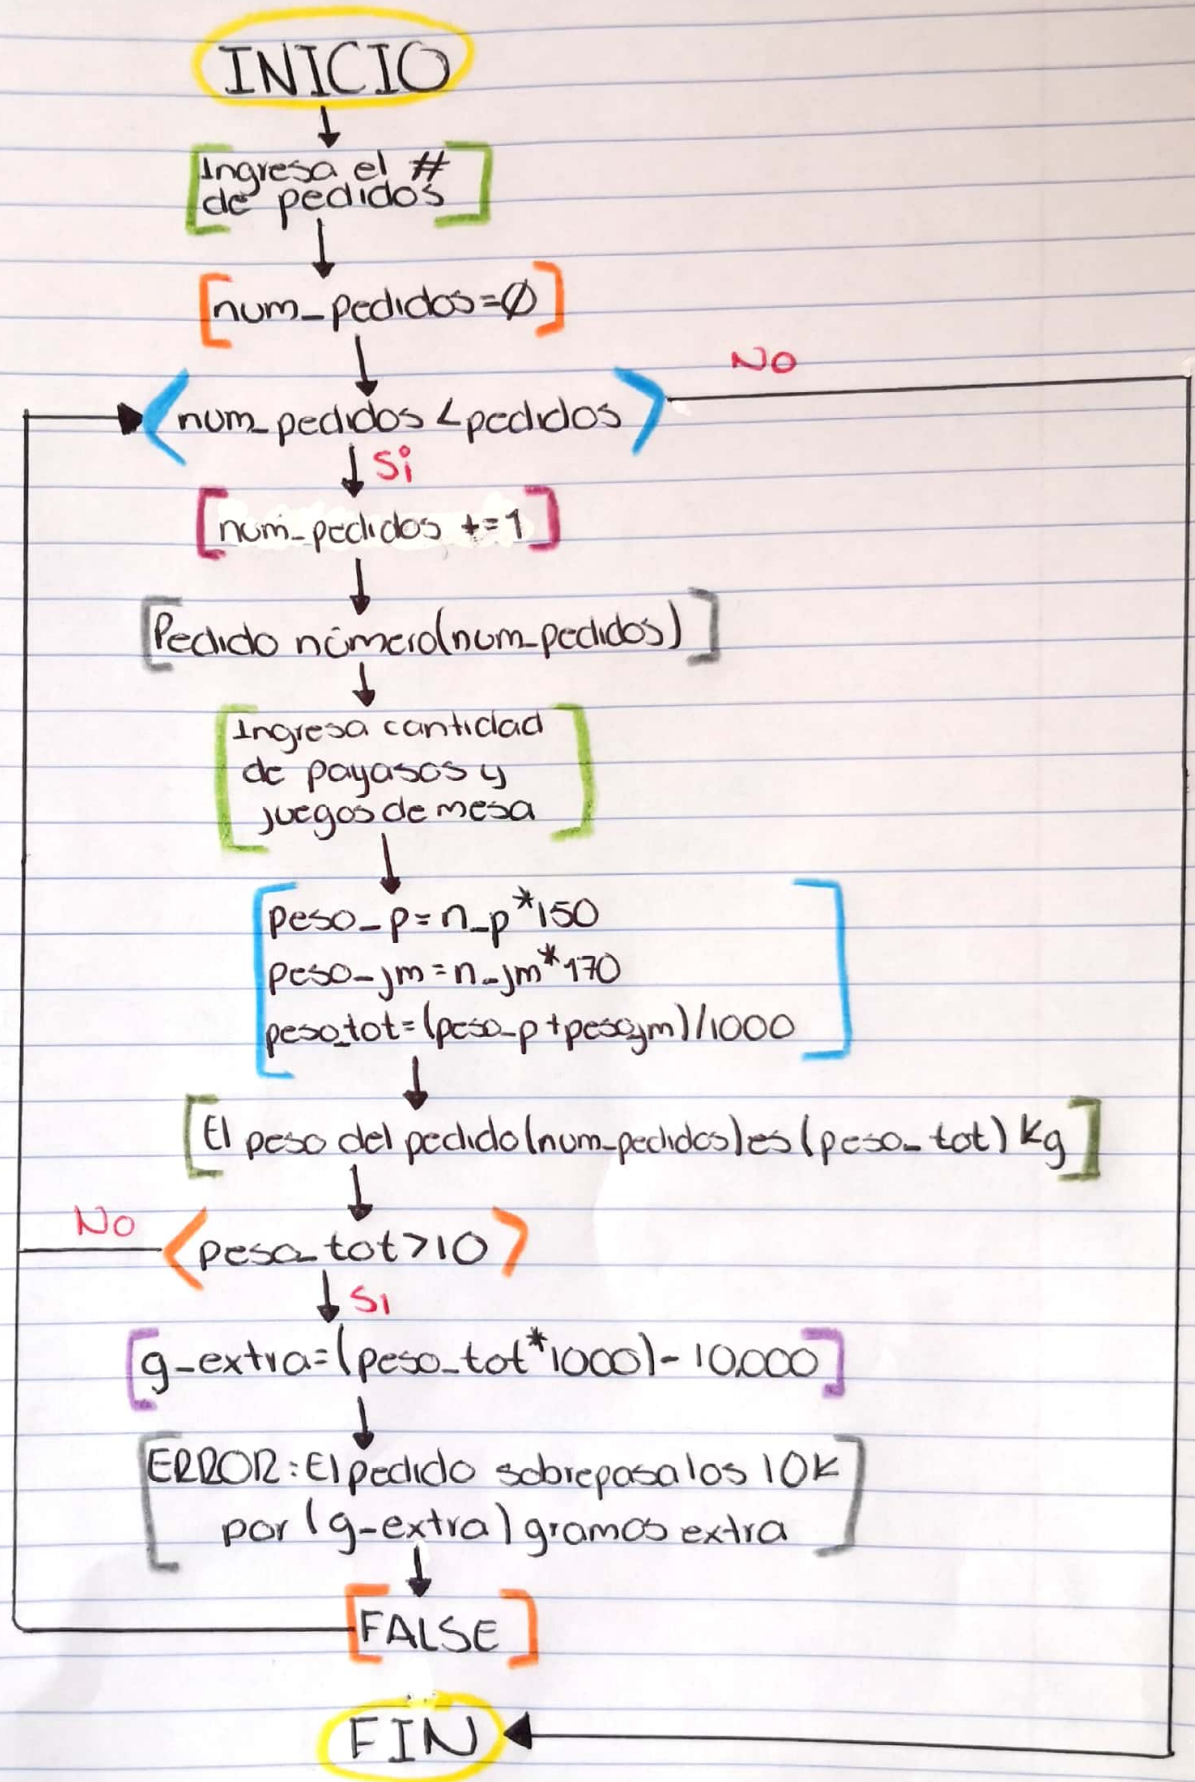 INICIO
Ingresa el #
de pedidos
num_pedidos=Ø
No
num_pedidos<pedidos
Si
num_pedidos +=1
Pedido número(num_pedidos)
Ingresa cantidad
de payasos y
juegos de mesa
peso_p=n_p*150
peso_jm=n_jm*170
peso_tot=(peso_p+peso_jm)/1000
El peso del pedido(num_pedidos)es(peso_tot) Kg
No
peso_tot>10
Si
g_extra=(peso_tot*1000)-10,000
ERROR: El pedido sobrepasa los 10K
por (g_extra) gramos extra
FALSE
FIN